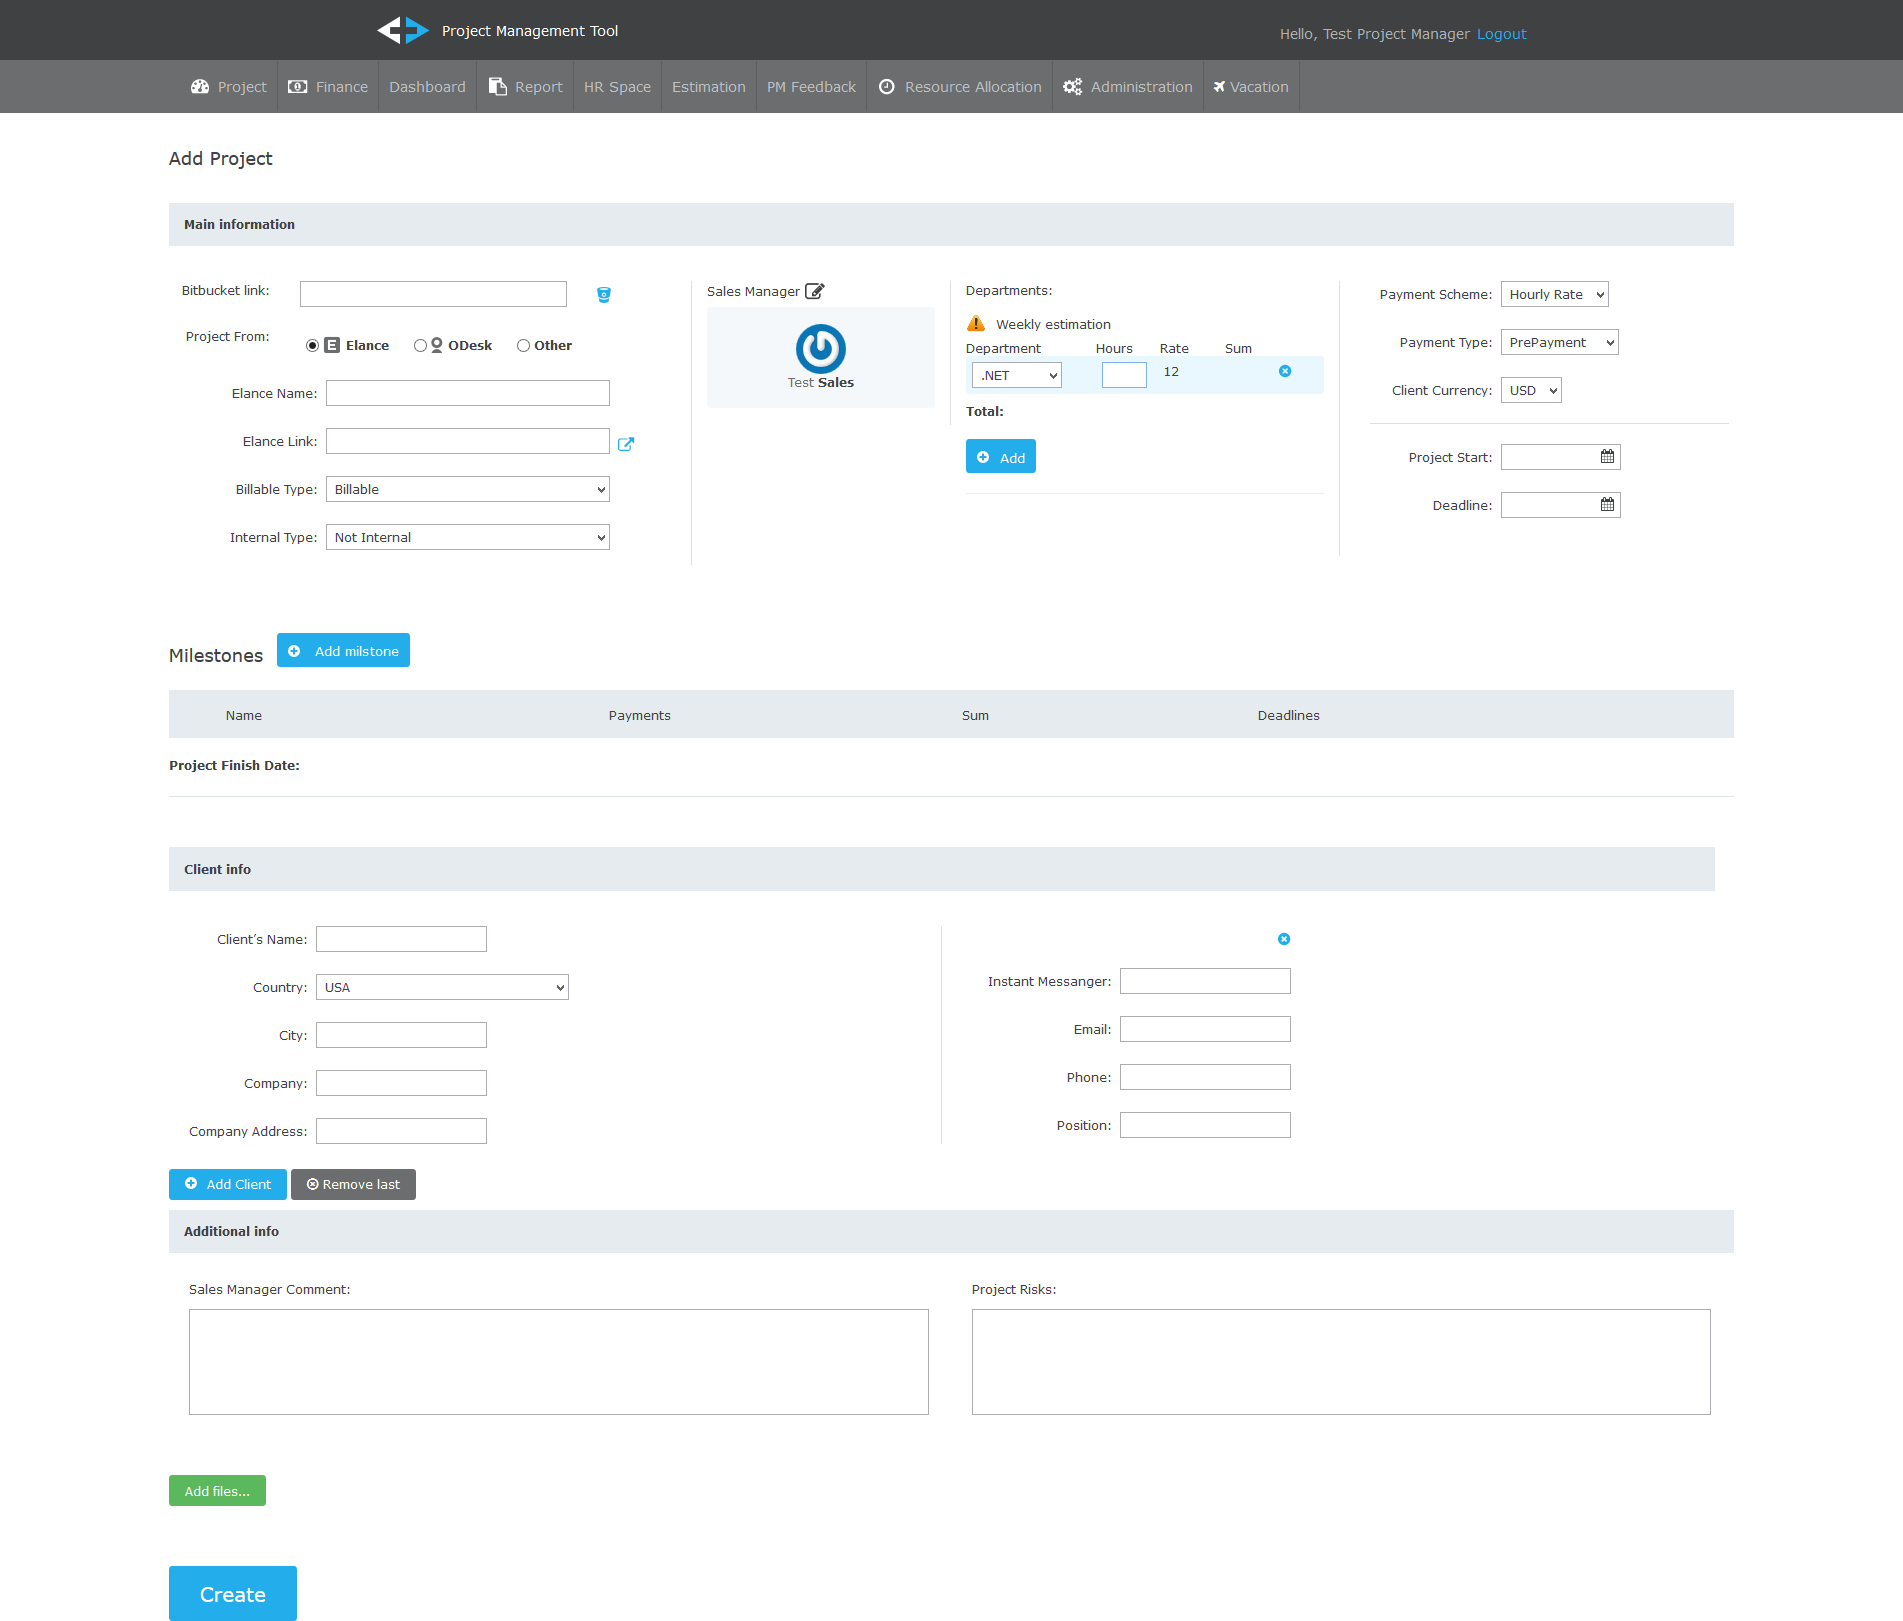 Project Management Tool
Hello, Test Project Manager Logout
Project Finance Dashboard Report HR Space Estimation PM Feedback Resource Allocation Administration Vacation
Add Project
Main information
Bitbucket link:
Project From:
E Elance ODesk Other
Elance Name:
Elance Link:
Billable Type: Billable
Internal Type: Not Internal
Sales Manager
Test Sales
Departments:
Weekly estimation
Department Hours Rate Sum
.NET 12
Total:
Add
Payment Scheme: Hourly Rate
Payment Type: PrePayment
Client Currency: USD
Project Start:
Deadline:
Milestones Add milstone
Name Payments Sum Deadlines
Project Finish Date:
Client info
Client's Name:
Country: USA
City:
Company:
Company Address:
Instant Messanger:
Email:
Phone:
Position:
Add Client Remove last
Additional info
Sales Manager Comment:
Project Risks:
Add files...
Create